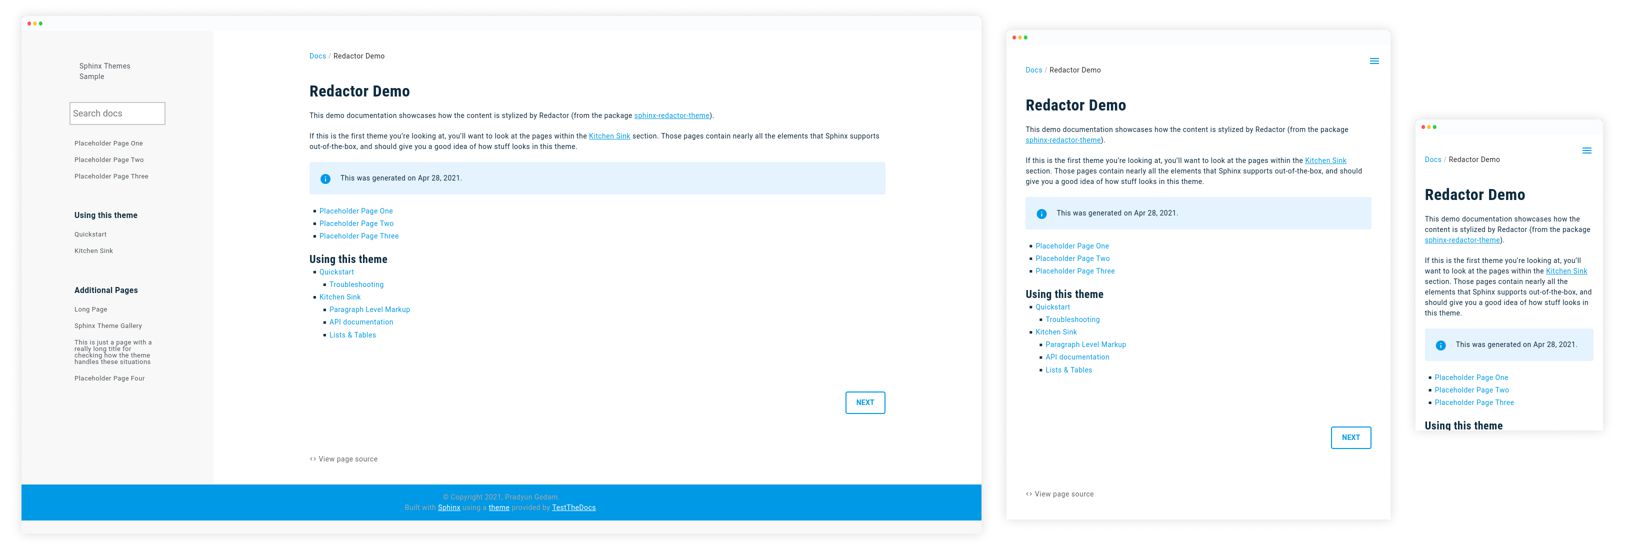 Sphinx Themes
Sample
Search docs
Placeholder Page One
Placeholder Page Two
Placeholder Page Three
Using this theme
Quickstart
Kitchen Sink
Additional Pages
Long Page
Sphinx Theme Gallery
This is just a page with a
really long title for
checking how the theme
handles these situations
Placeholder Page Four
Docs / Redactor Demo
Redactor Demo
This demo documentation showcases how the content is stylized by Redactor (from the package sphinx-redactor-theme).
If this is the first theme you're looking at, you'll want to look at the pages within the Kitchen Sink section. Those pages contain nearly all the elements that Sphinx supports
out-of-the-box, and should give you a good idea of how stuff looks in this theme.
This was generated on Apr 28, 2021.
Placeholder Page One
Placeholder Page Two
Placeholder Page Three
Using this theme
Quickstart
Troubleshooting
Kitchen Sink
Paragraph Level Markup
API documentation
Lists & Tables
NEXT
View page source
© Copyright 2021, Pradyun Gedam.
Built with Sphinx using a theme provided by TestTheDocs
Docs / Redactor Demo
Redactor Demo
This demo documentation showcases how the content is stylized by Redactor (from the package
sphinx-redactor-theme).
If this is the first theme you're looking at, you'll want to look at the pages within the Kitchen Sink
section. Those pages contain nearly all the elements that Sphinx supports out-of-the-box, and should
give you a good idea of how stuff looks in this theme.
This was generated on Apr 28, 2021.
Placeholder Page One
Placeholder Page Two
Placeholder Page Three
Using this theme
Quickstart
Troubleshooting
Kitchen Sink
Paragraph Level Markup
API documentation
Lists & Tables
NEXT
View page source
Docs / Redactor Demo
Redactor Demo
This demo documentation showcases how the
content is stylized by Redactor (from the package
sphinx-redactor-theme).
If this is the first theme you're looking at, you'll
want to look at the pages within the Kitchen Sink
section. Those pages contain nearly all the
elements that Sphinx supports out-of-the-box, and
should give you a good idea of how stuff looks in
this theme.
This was generated on Apr 28, 2021.
Placeholder Page One
Placeholder Page Two
Placeholder Page Three
Using this theme